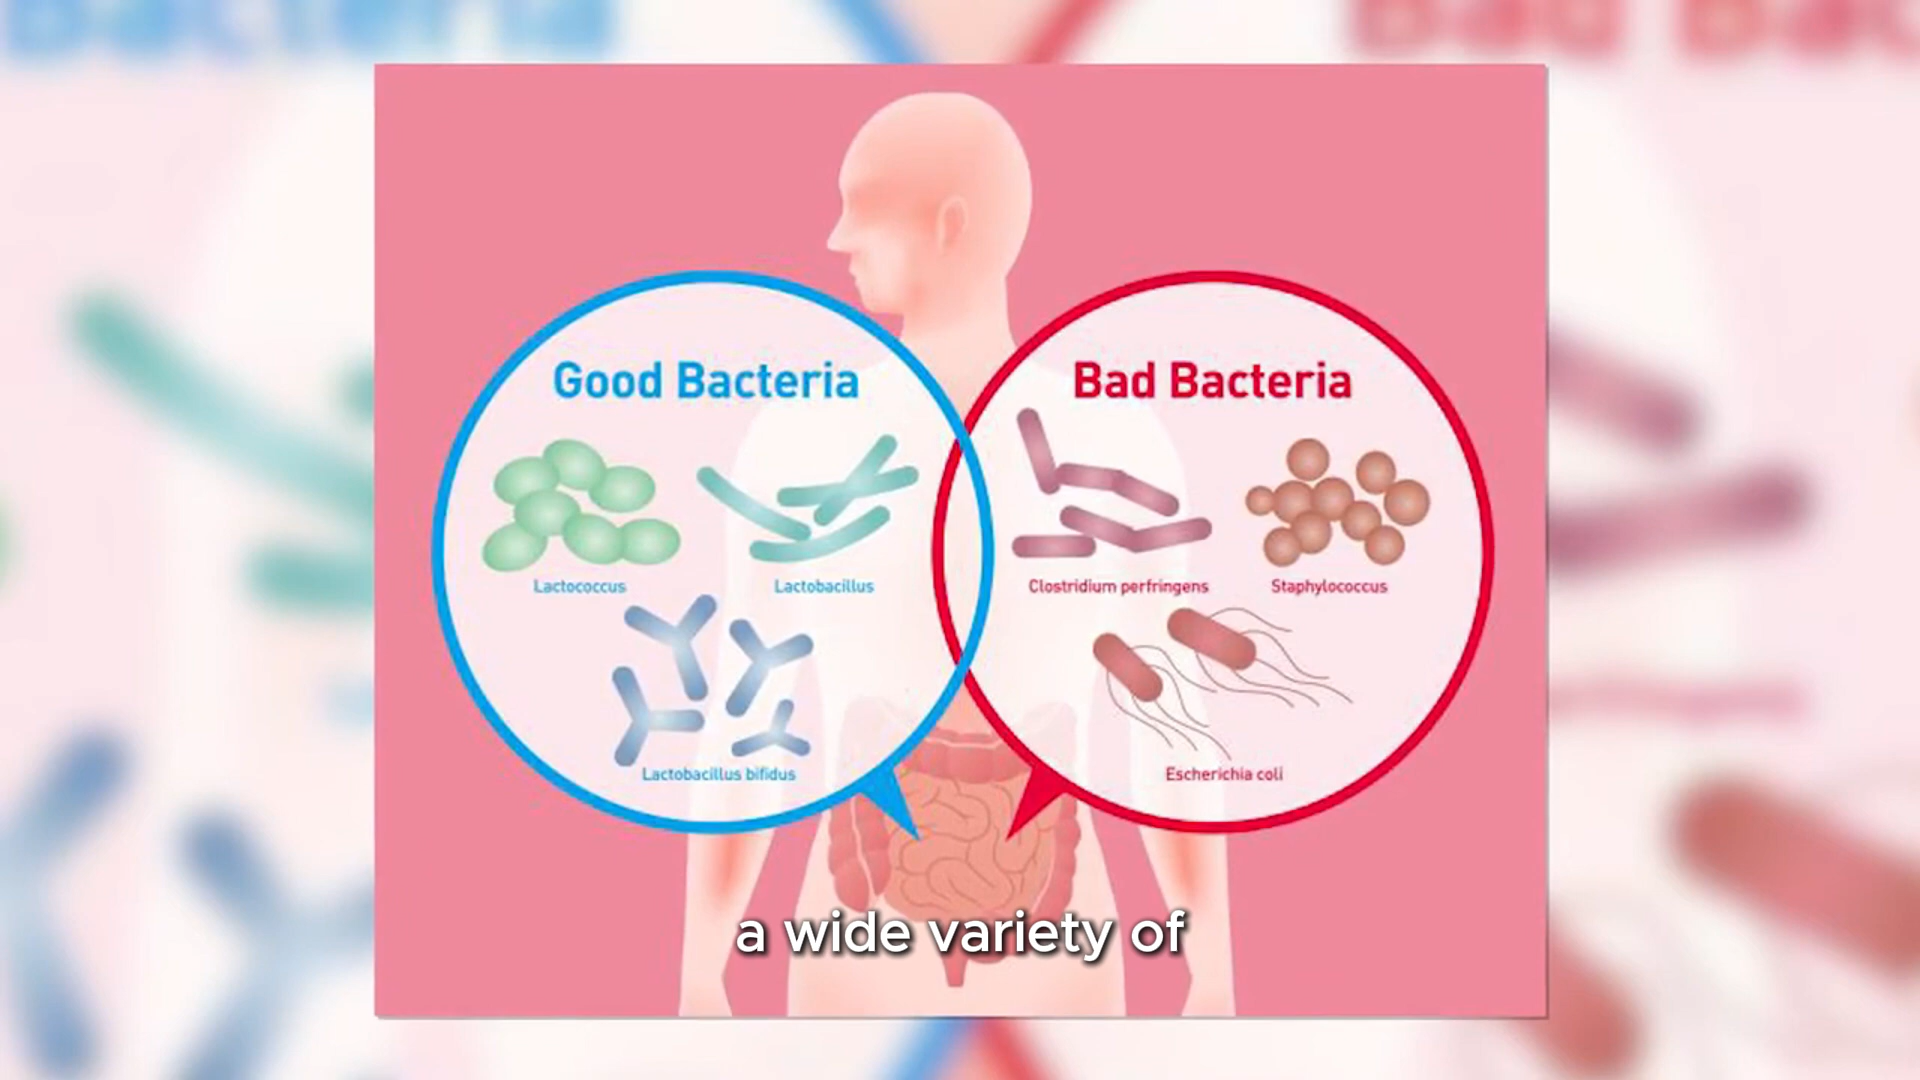 Good Bacteria
Bad Bacteria
Lactococcus
Lactobacillus
Clostridium perfringens
Staphylococcus
Lactobacillus bifidus
Escherichia coli
a wide variety of